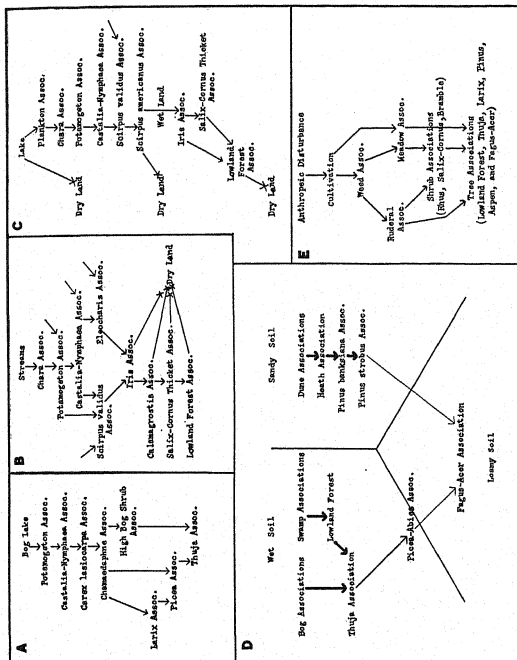 A
Bog Lake
Potamogeton Assoc.
Castalia-Nymphaea Assoc.
Carex lasiocarpa Assoc.
Chamaedaphne Assoc.
High Bog Shrub
Assoc.
Larix Assoc.
Picea Assoc.
Thuja Assoc.
B
Streams
Chara Assoc.
Potamogeton Assoc.
Castalia-Nymphaea Assoc.
Scirpus validus
Assoc.
Eleocharis Assoc.
Iris Assoc.
Calamagrostis Assoc.
Dry Land
Salix-Cornus Thicket Assoc.
Lowland Forest Assoc.
C
Lake
Plankton Assoc.
Chara Assoc.
Dry Land
Potamogeton Assoc.
Castalia-Nymphaea Assoc.
Scirpus validus Assoc.
Scirpus americanus Assoc.
Dry Land
Wet Land
Iris Assoc.
Salix-Cornus Thicket
Assoc.
Lowland
Forest
Assoc.
Dry Land
D
Wet Soil
Sandy Soil
Bog Associations
Swamp Associations
Dune Associations
Lowland Forest
Heath Association
Thuja Association
Pinus banksiana Assoc.
Pinus strobus Assoc.
Picea-Abies Assoc.
Fagus-Acer Association
Loamy Soil
E
Anthropeic Disturbance
Cultivation
Weed Assoc.
Ruderal
Assoc.
Meadow Assoc.
Shrub Associations
(Rhus, Salix-Cornus, Bramble)
Tree Associations
(Lowland Forest, Thuja, Larix, Pinus,
Aspen, and Fagus-Acer)